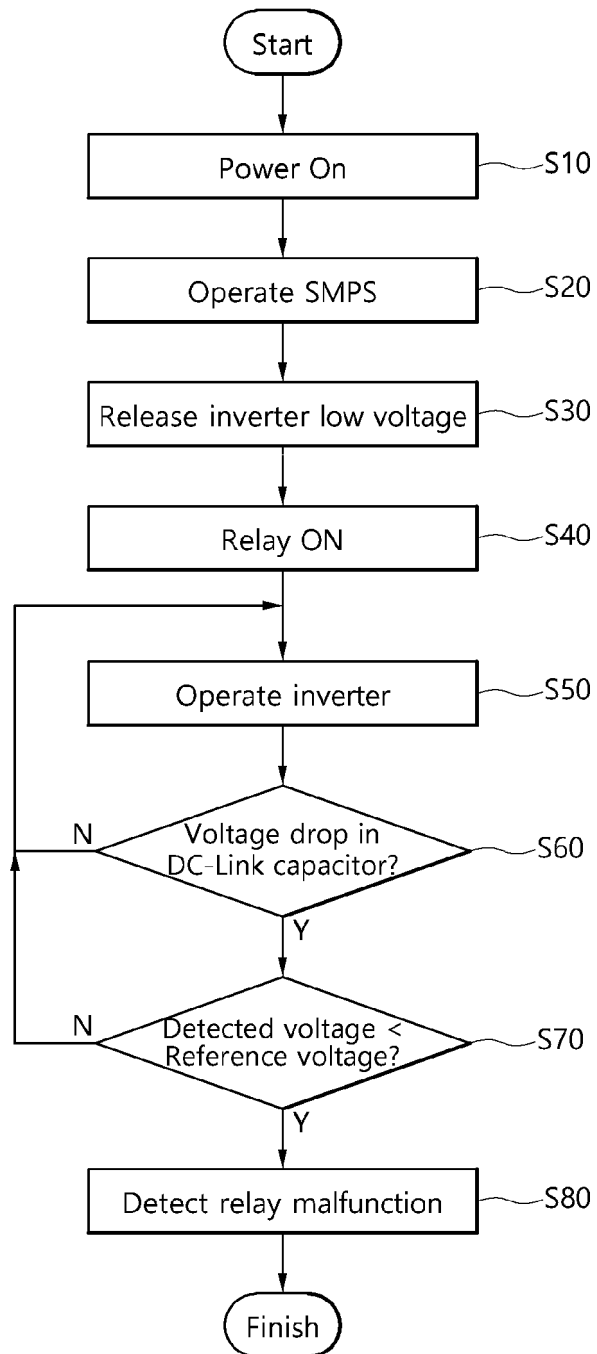 Start
Power On
S10
Operate SMPS
S20
Release inverter low voltage
S30
Relay ON
S40
Operate inverter
S50
N
Voltage drop in
DC-Link capacitor?
S60
Y
N
Detected voltage <
Reference voltage?
S70
Y
Detect relay malfunction
S80
Finish